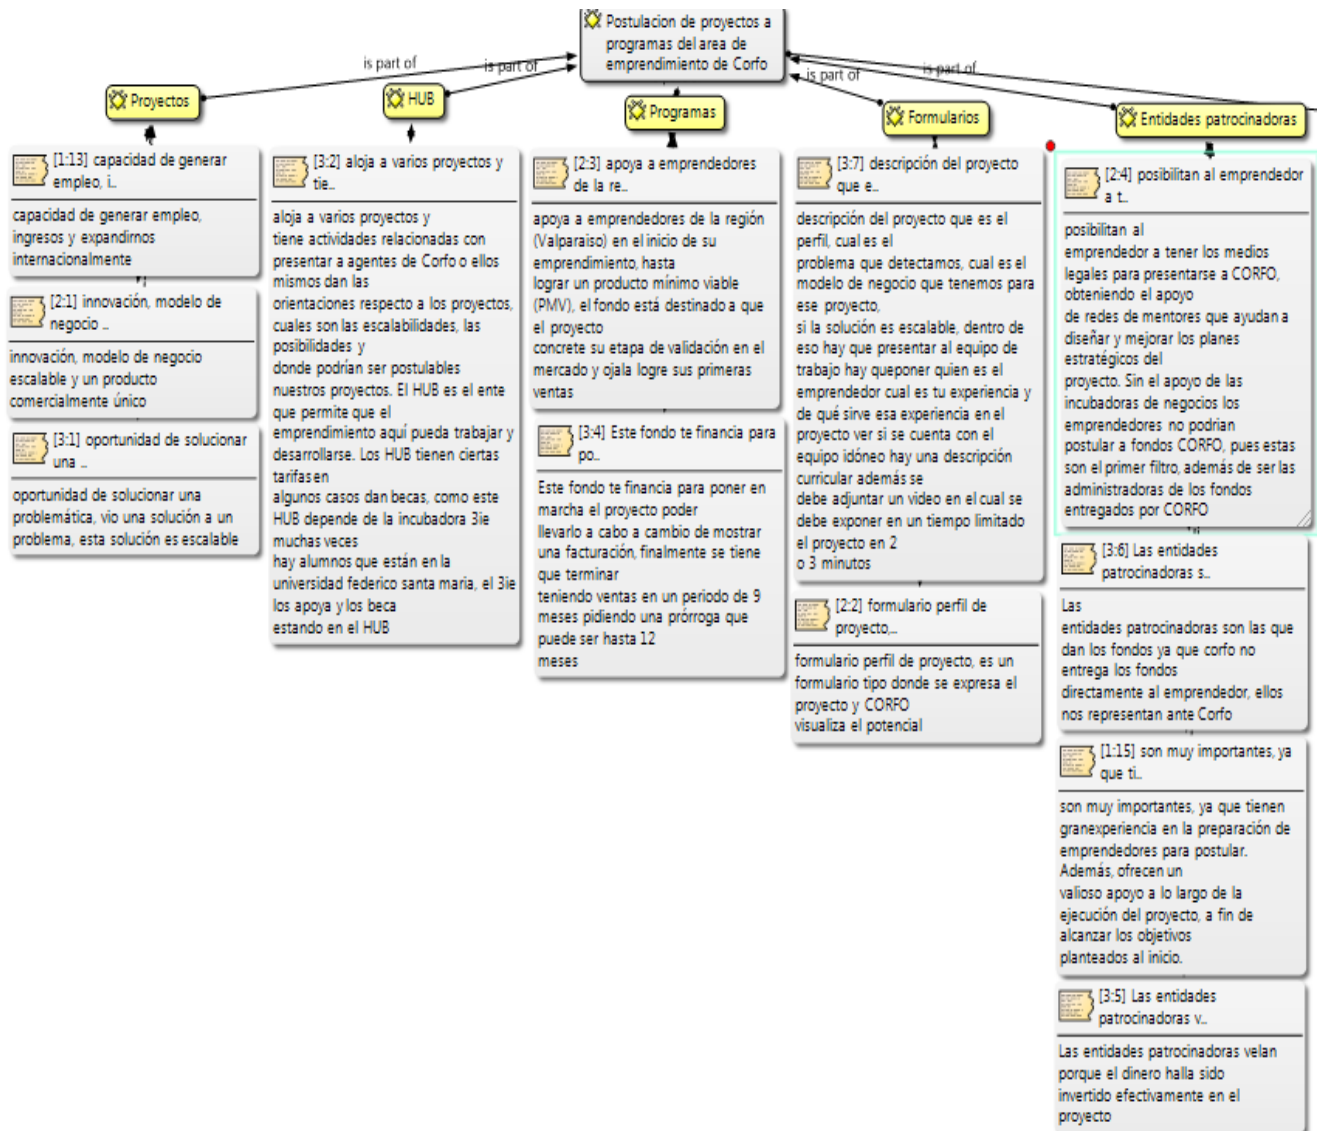 Postulacion de proyectos a
programas del area de
emprendimiento de Corfo
is part of
is part of
is part of
is part of
Proyectos
[1:13] capacidad de generar
empleo, i..
capacidad de generar empleo,
ingresos y expandirnos
internacionalmente
[2:1] innovación, modelo de
negocio ..
innovación, modelo de negocio
escalable y un producto
comercialmente único
[3:1] oportunidad de solucionar
una ..
oportunidad de solucionar una
problemática, vio una solución a un
problema, esta solución es escalable
HUB
[3:2] aloja a varios proyectos y
tie..
aloja a varios proyectos y
tiene actividades relacionadas con
presentar a agentes de Corfo o ellos
mismos dan las
orientaciones respecto a los proyectos,
cuales son las escalabilidades, las
posibilidades y
donde podrían ser postulables
nuestros proyectos. El HUB es el ente
que permite que el
emprendimiento aquí pueda trabajar y
desarrollarse. Los HUB tienen ciertas
tarifas en
algunos casos dan becas, como este
HUB depende de la incubadora 3ie
muchas veces
hay alumnos que están en la
universidad federico santa maria, el 3ie
los apoya y los beca
estando en el HUB
Programas
[2:3] apoya a emprendedores
de la re..
apoya a emprendedores de la región
(Valparaiso) en el inicio de su
emprendimiento, hasta
lograr un producto mínimo viable
(PMV), el fondo está destinado a que
el proyecto
concrete su etapa de validación en el
mercado y ojala logre sus primeras
ventas
[3:4] Este fondo te financia para
po..
Este fondo te financia para poner en
marcha el proyecto poder
llevarlo a cabo a cambio de mostrar
una facturación, finalmente se tiene
que terminar
teniendo ventas en un periodo de 9
meses pidiendo una prórroga que
puede ser hasta 12
meses
Formularios
[3:7] descripción del proyecto
que e..
descripción del proyecto que es el
perfil, cual es el
problema que detectamos, cual es el
modelo de negocio que tenemos para
ese proyecto,
si la solución es escalable, dentro de
eso hay que presentar al equipo de
trabajo hay queponer quien es el
emprendedor cual es tu experiencia y
de qué sirve esa experiencia en el
proyecto ver si se cuenta con el
equipo idóneo hay una descripción
curricular además se
debe adjuntar un video en el cual se
debe exponer en un tiempo limitado
el proyecto en 2
o 3 minutos
[2:2] formulario perfil de
proyecto,..
formulario perfil de proyecto, es un
formulario tipo donde se expresa el
proyecto y CORFO
visualiza el potencial
Entidades patrocinadoras
[2:4] posibilitan al emprendedor
a t..
posibilitan al
emprendedor a tener los medios
legales para presentarse a CORFO,
obteniendo el apoyo
de redes de mentores que ayudan a
diseñar y mejorar los planes
estratégicos del
proyecto. Sin el apoyo de las
incubadoras de negocios los
emprendedores no podrian
postular a fondos CORFO, pues estas
son el primer filtro, además de ser las
administradoras de los fondos
entregados por CORFO
[3:6] Las entidades
patrocinadoras s..
Las
entidades patrocinadoras son las que
dan los fondos ya que corfo no
entrega los fondos
directamente al emprendedor, ellos
nos representan ante Corfo
[1:15] son muy importantes, ya
que ti..
son muy importantes, ya que tienen
granexperiencia en la preparación de
emprendedores para postular.
Además, ofrecen un
valioso apoyo a lo largo de la
ejecución del proyecto, a fin de
alcanzar los objetivos
planteados al inicio.
[3:5] Las entidades
patrocinadoras v..
Las entidades patrocinadoras velan
porque el dinero halla sido
invertido efectivamente en el
proyecto